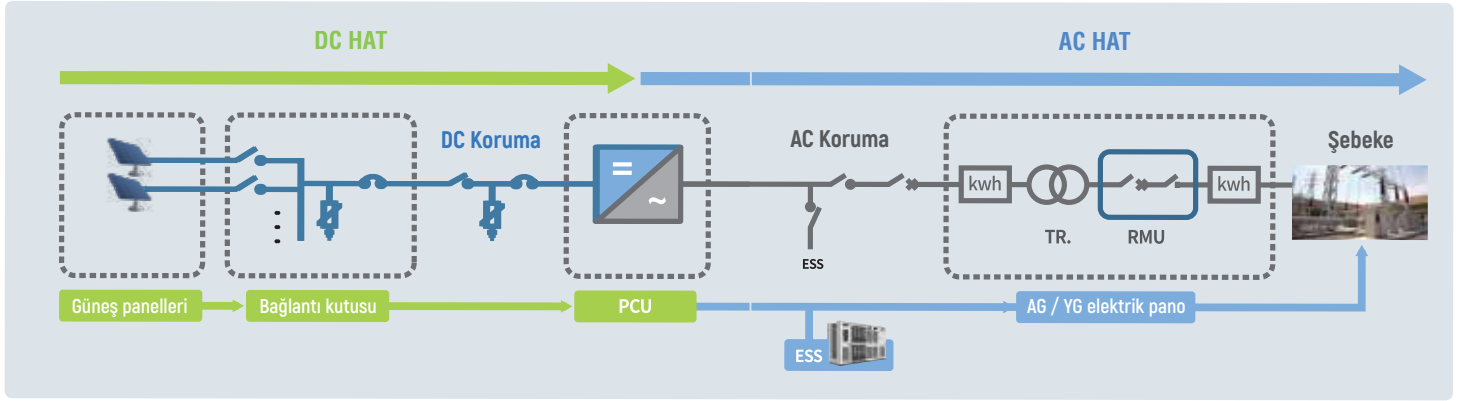 DC HAT
AC HAT
DC Koruma
AC Koruma
Şebeke
=
~
kwh
kwh
TR.
RMU
ESS
Güneş panelleri
Bağlantı kutusu
PCU
AG / YG elektrik pano
ESS